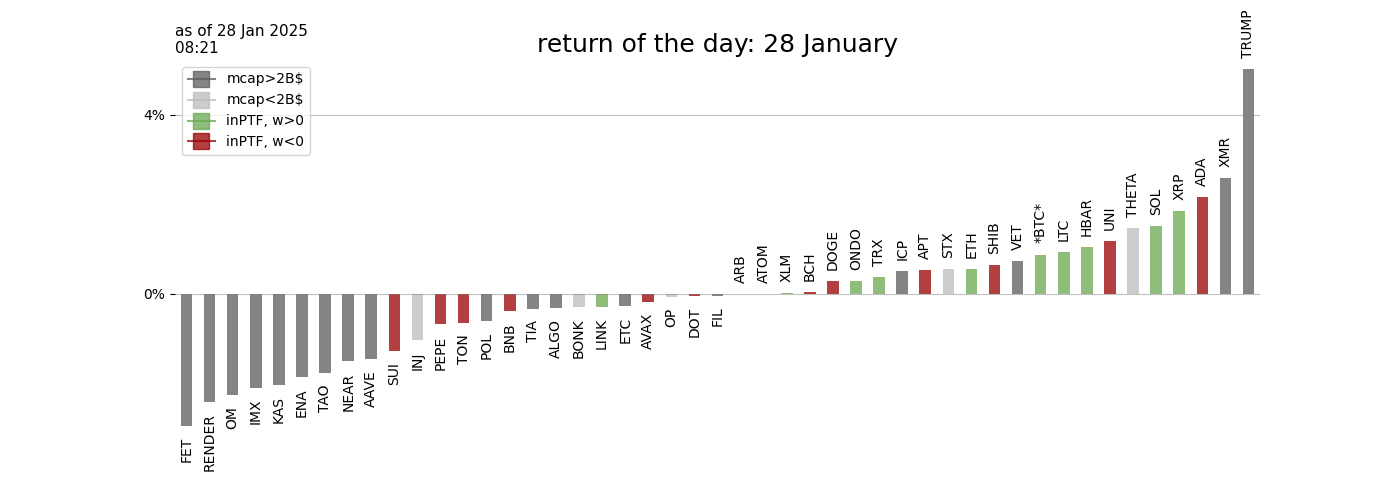 as of 28 Jan 2025
08:21
return of the day: 28 January
mcap>2B$
mcap<2B$
inPTF, w>0
inPTF, w<0
4%
0%
FET
RENDER
OM
IMX
KAS
ENA
TAO
NEAR
AAVE
SUI
INJ
PEPE
TON
POL
BNB
TIA
ALGO
BONK
LINK
ETC
AVAX
OP
DOT
FIL
ARB
ATOM
XLM
BCH
DOGE
ONDO
TRX
ICP
APT
STX
ETH
SHIB
VET
*BTC*
LTC
HBAR
UNI
THETA
SOL
XRP
ADA
XMR
TRUMP